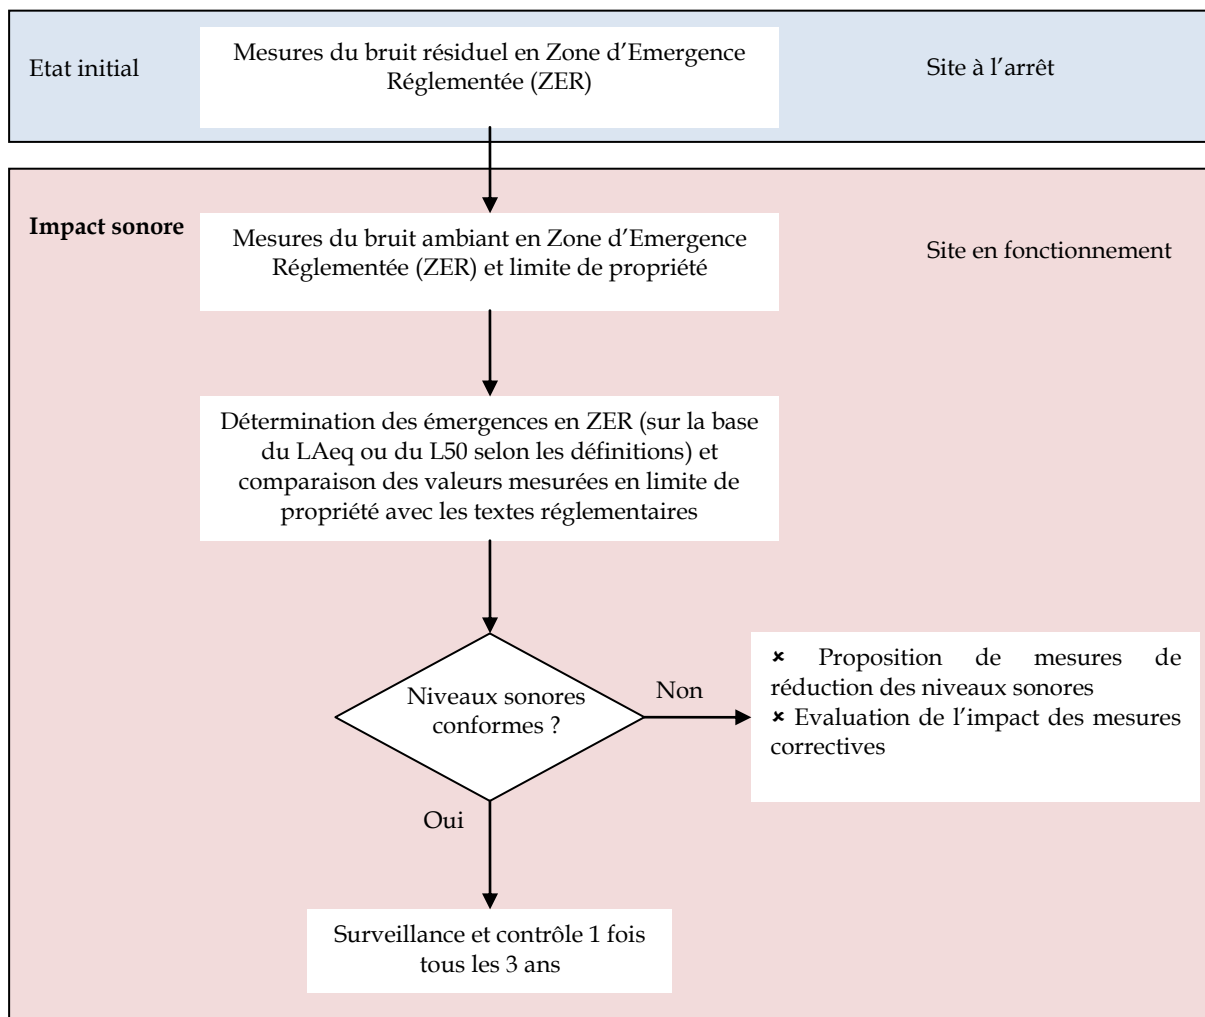 Etat initial
Mesures du bruit résiduel en Zone d’Emergence
Réglementée (ZER)
Site à l’arrêt
Impact sonore
Mesures du bruit ambiant en Zone d’Emergence
Réglementée (ZER) et limite de propriété
Site en fonctionnement
Détermination des émergences en ZER (sur la base
du LAeq ou du L50 selon les définitions) et
comparaison des valeurs mesurées en limite de
propriété avec les textes réglementaires
Niveaux sonores
conformes ?
Non
× Proposition de mesures de
réduction des niveaux sonores
× Evaluation de l’impact des mesures
correctives
Oui
Surveillance et contrôle 1 fois
tous les 3 ans